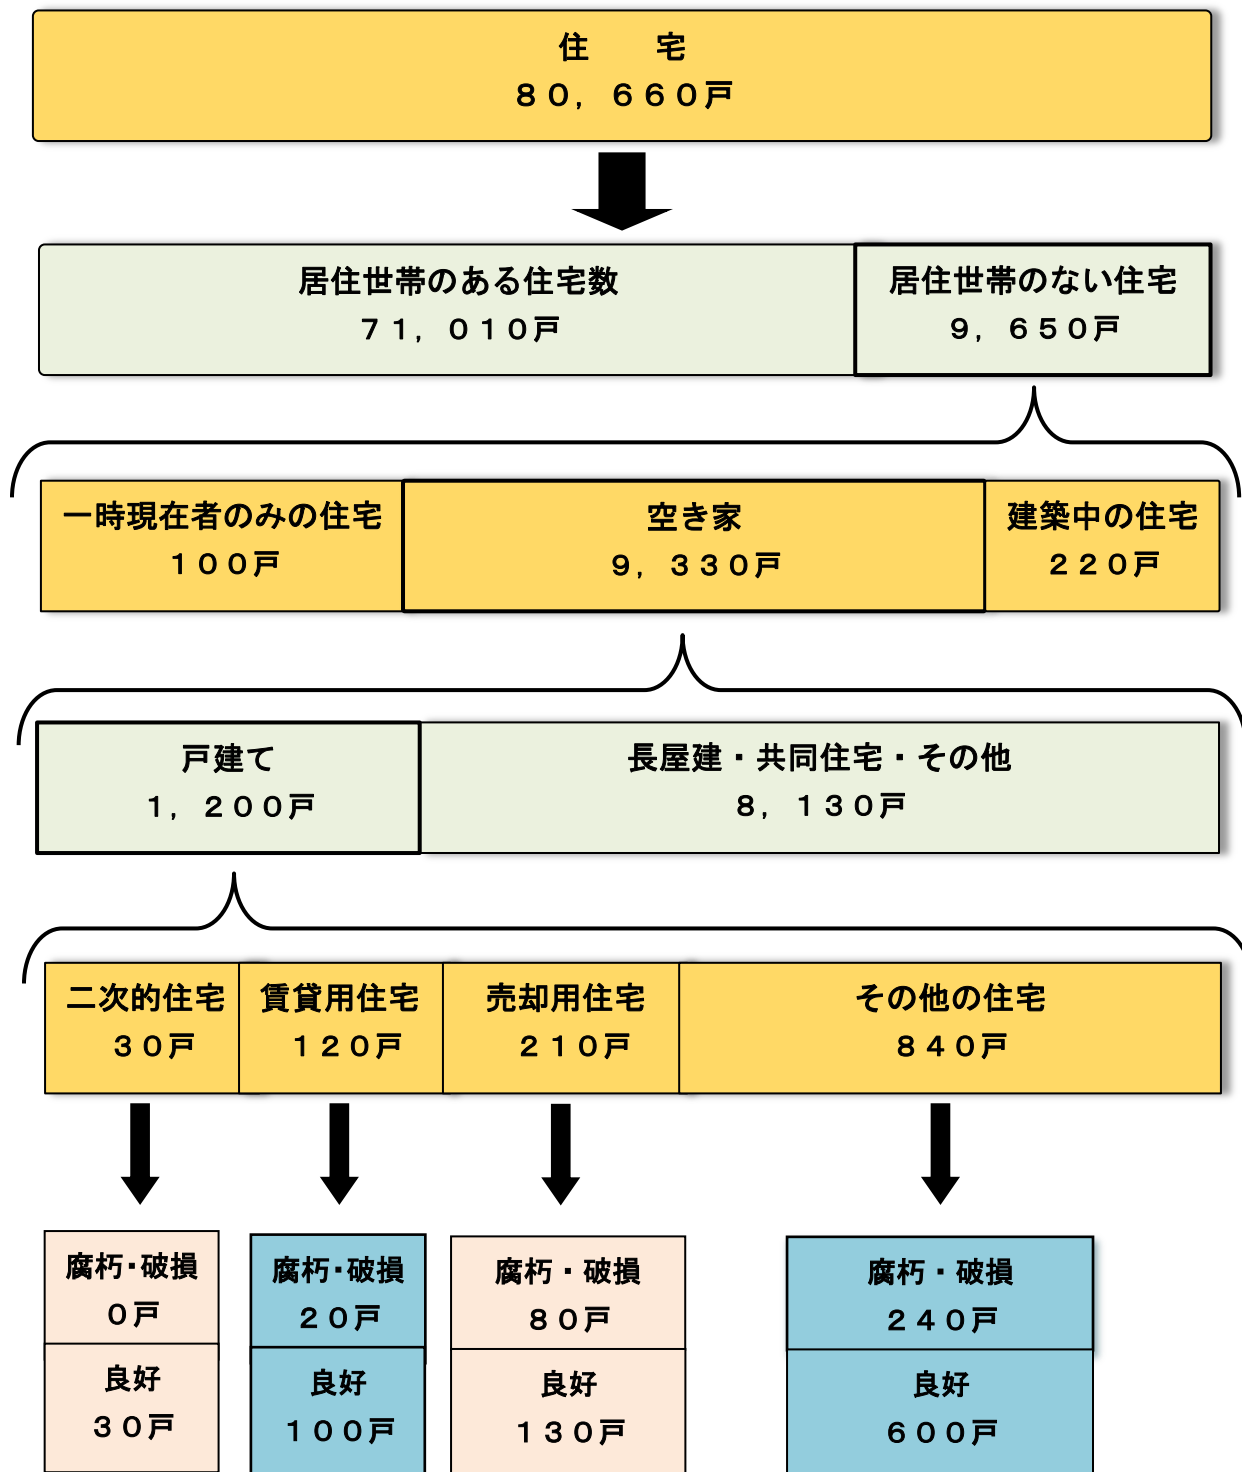 住　　宅
８０，６６０戸
居住世帯のある住宅数
７１，０１０戸
居住世帯のない住宅
９，６５０戸
一時現在者のみの住宅
１００戸
空き家
９，３３０戸
建築中の住宅
２２０戸
戸建て
１，２００戸
長屋建・共同住宅・その他
８，１３０戸
二次的住宅
３０戸
賃貸用住宅
１２０戸
売却用住宅
２１０戸
その他の住宅
８４０戸
腐朽・破損
０戸
良好
３０戸
腐朽・破損
２０戸
良好
１００戸
腐朽・破損
８０戸
良好
１３０戸
腐朽・破損
２４０戸
良好
６００戸